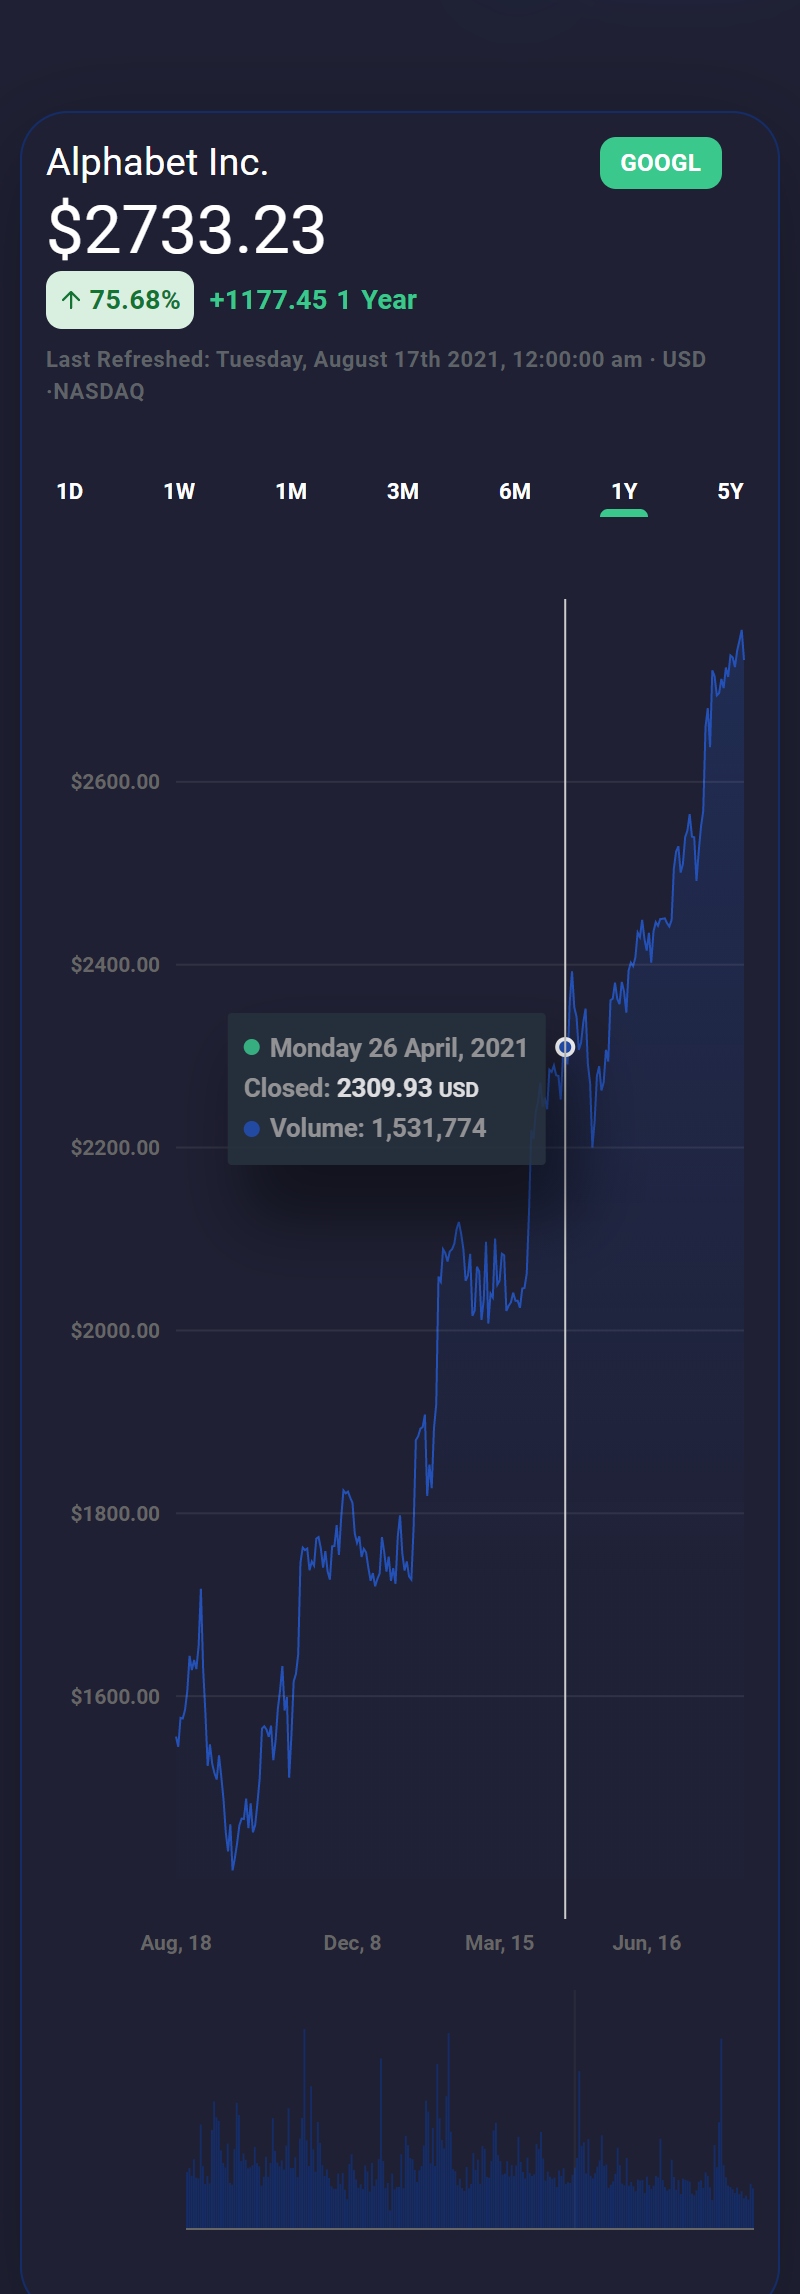 Alphabet Inc.
GOOGL
$2733.23
↑ 75.68% +1177.45 1 Year
Last Refreshed: Tuesday, August 17th 2021, 12:00:00 am · USD
·NASDAQ
1D 1W 1M 3M 6M 1Y 5Y
$2600.00
$2400.00
Monday 26 April, 2021
Closed: 2309.93 USD
Volume: 1,531,774
$2200.00
$2000.00
$1800.00
$1600.00
Aug, 18 Dec, 8 Mar, 15 Jun, 16